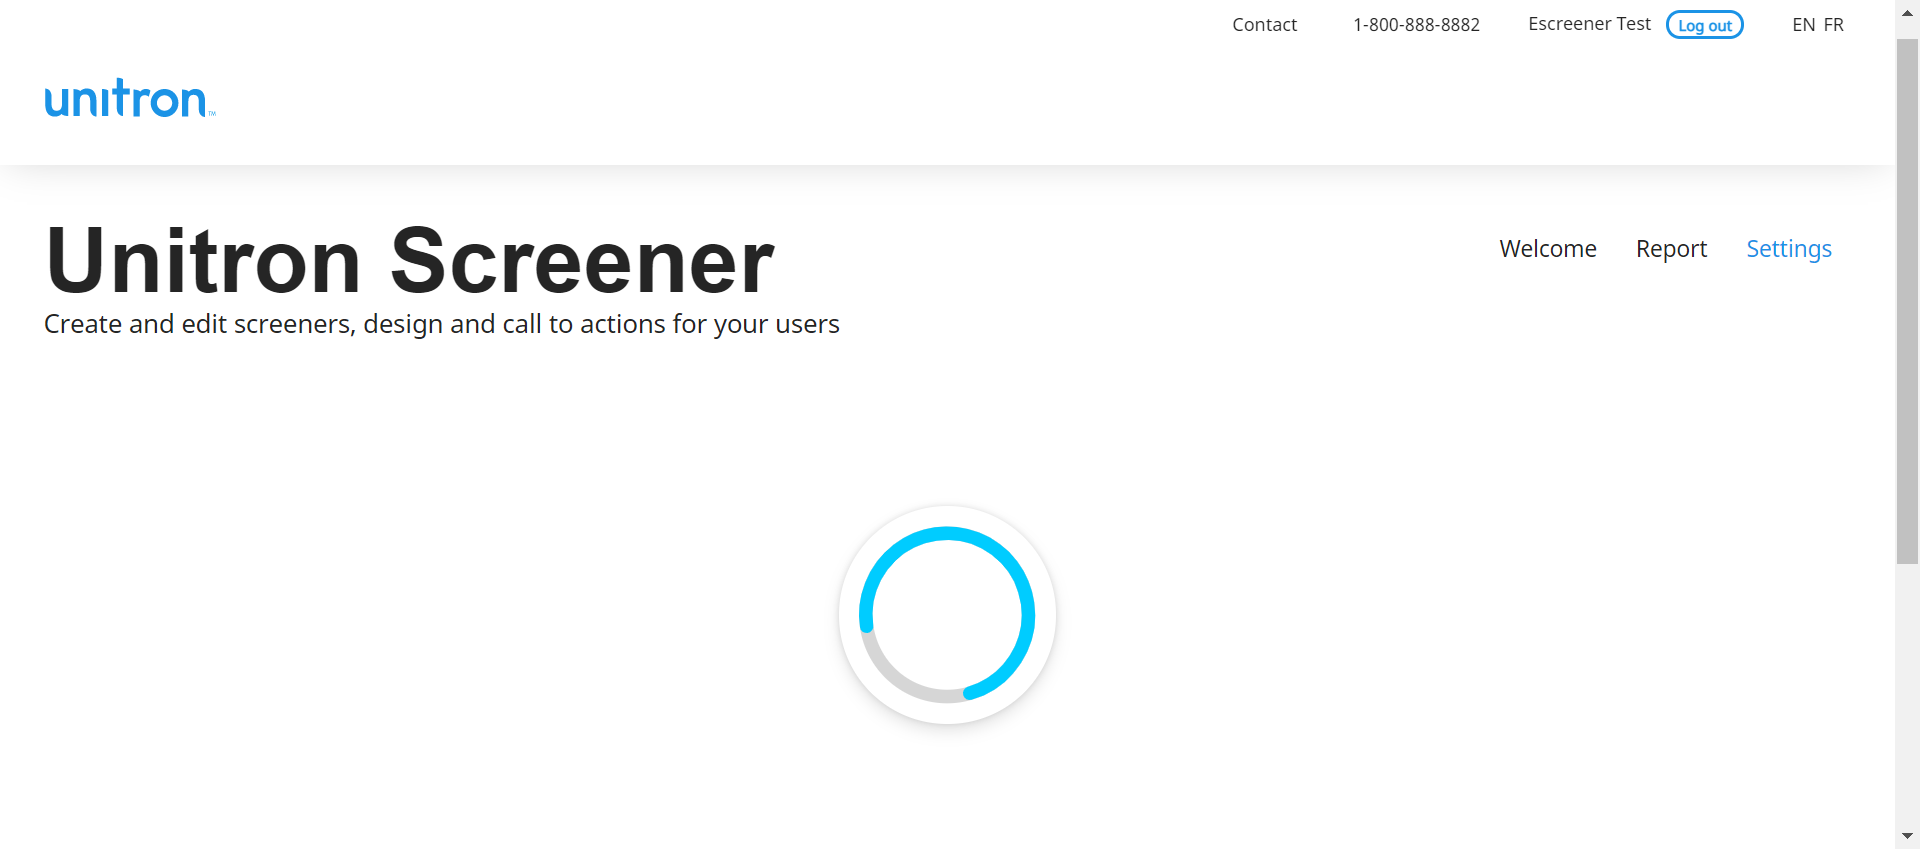 Contact 1-800-888-8882 Escreener Test Log out EN FR
unitron™
Unitron Screener
Welcome Report Settings
Create and edit screeners, design and call to actions for your users